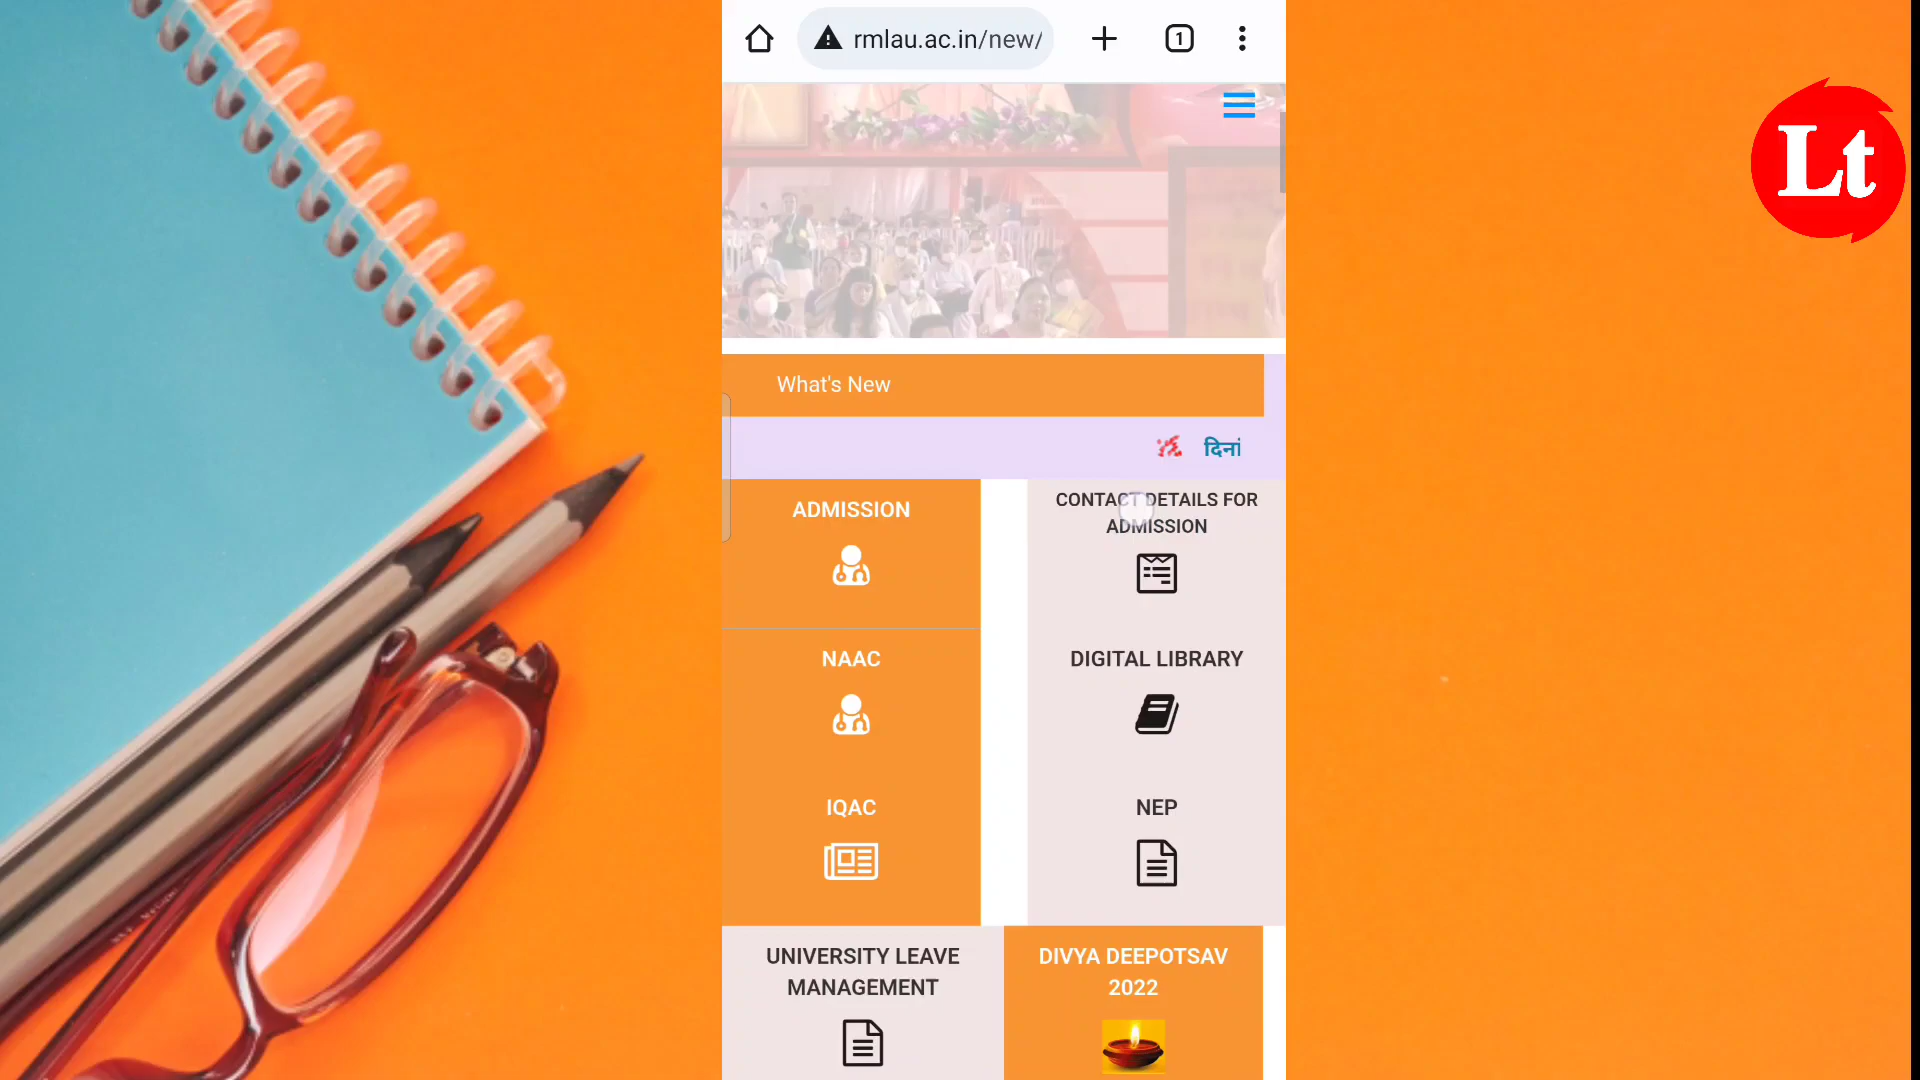 rmlau.ac.in/new/
1
Lt
What's New
दिनां
ADMISSION
CONTACT DETAILS FOR
ADMISSION
NAAC
DIGITAL LIBRARY
IQAC
NEP
UNIVERSITY LEAVE
MANAGEMENT
DIVYA DEEPOTSAV
2022